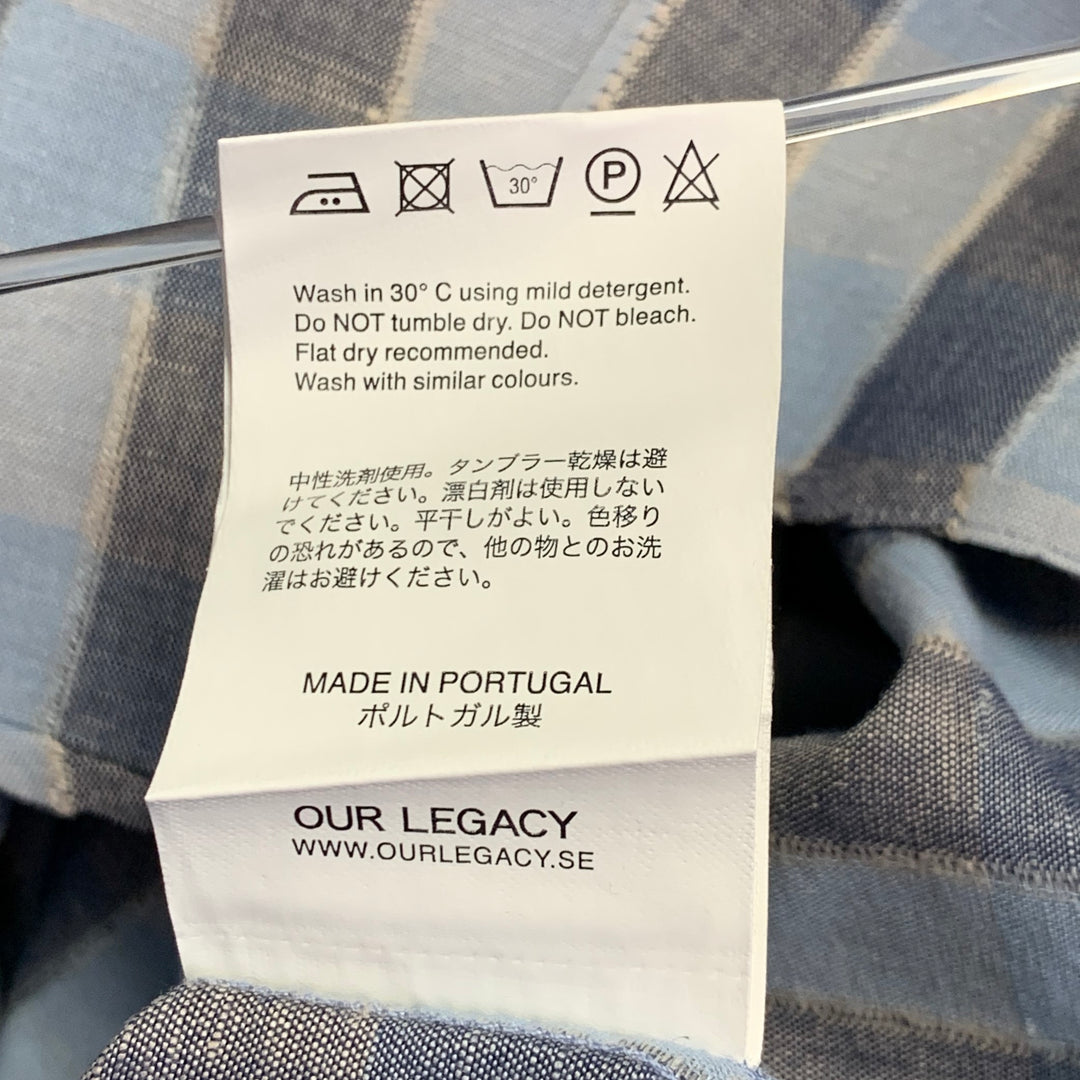 30°
P
Wash in 30° C using mild detergent.
Do NOT tumble dry. Do NOT bleach.
Flat dry recommended.
Wash with similar colours.
中性洗剤使用。タンブラー乾燥は避
けてください。漂白剤は使用しない
でください。平干しがよい。色移り
の恐れがあるので、他の物とのお洗
濯はお避けください。
MADE IN PORTUGAL
ポルトガル製
OUR LEGACY
WWW.OURLEGACY.SE